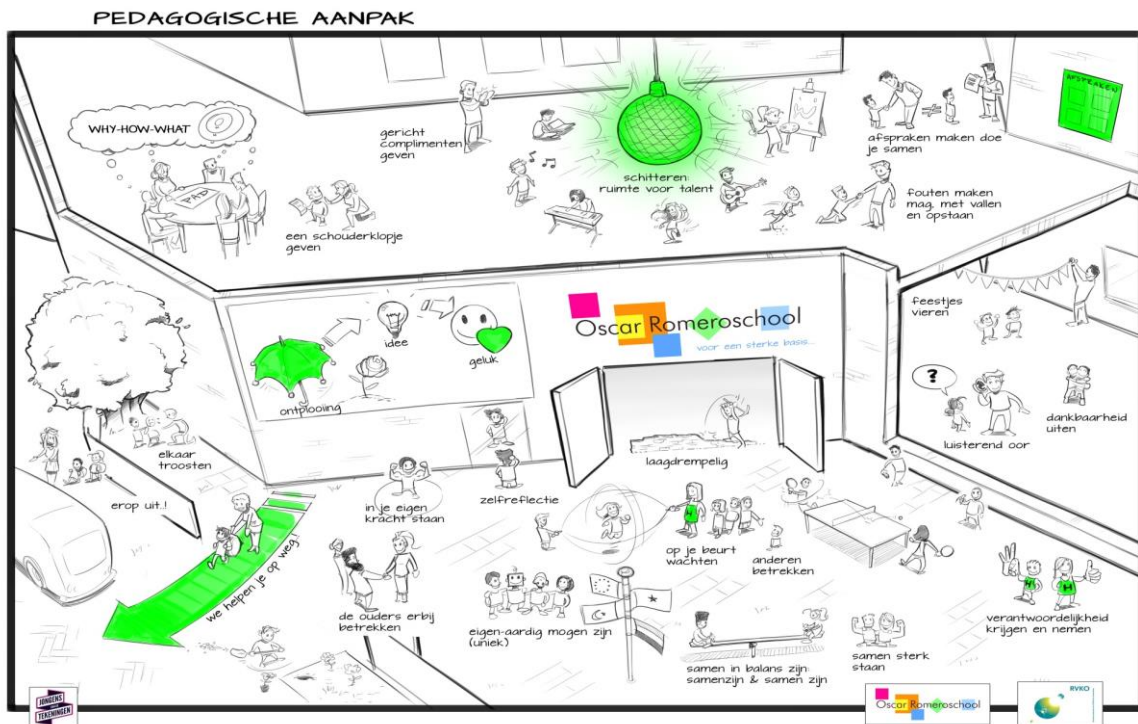 PEDAGOGISCHE AANPAK
WHY-HOW-WHAT
PAB
een schouderklopje
geven
gericht
complimenten
geven
schitteren:
ruimte voor talent
afspraken maken doe
je samen
AFSPRAKEN
fouten maken
mag, met vallen
en opstaan
feestjes
vieren
?
luisterend oor
dankbaarheid
uiten
ontplooiing
idee
geluk
Oscar Romeroschool
voor een sterke basis...
laagdrempelig
elkaar
troosten
erop uit..!
we helpen je op weg!
in je eigen
kracht staan
zelfreflectie
de ouders erbij
betrekken
eigen-aardig mogen zijn
(uniek)
op je beurt
wachten
anderen
betrekken
samen in balans zijn:
samenzijn & samen zijn
samen sterk
staan
verantwoordelijkheid
krijgen en nemen
JONGENS
TEKENINGEN
Oscar Romeroschool
RVKO